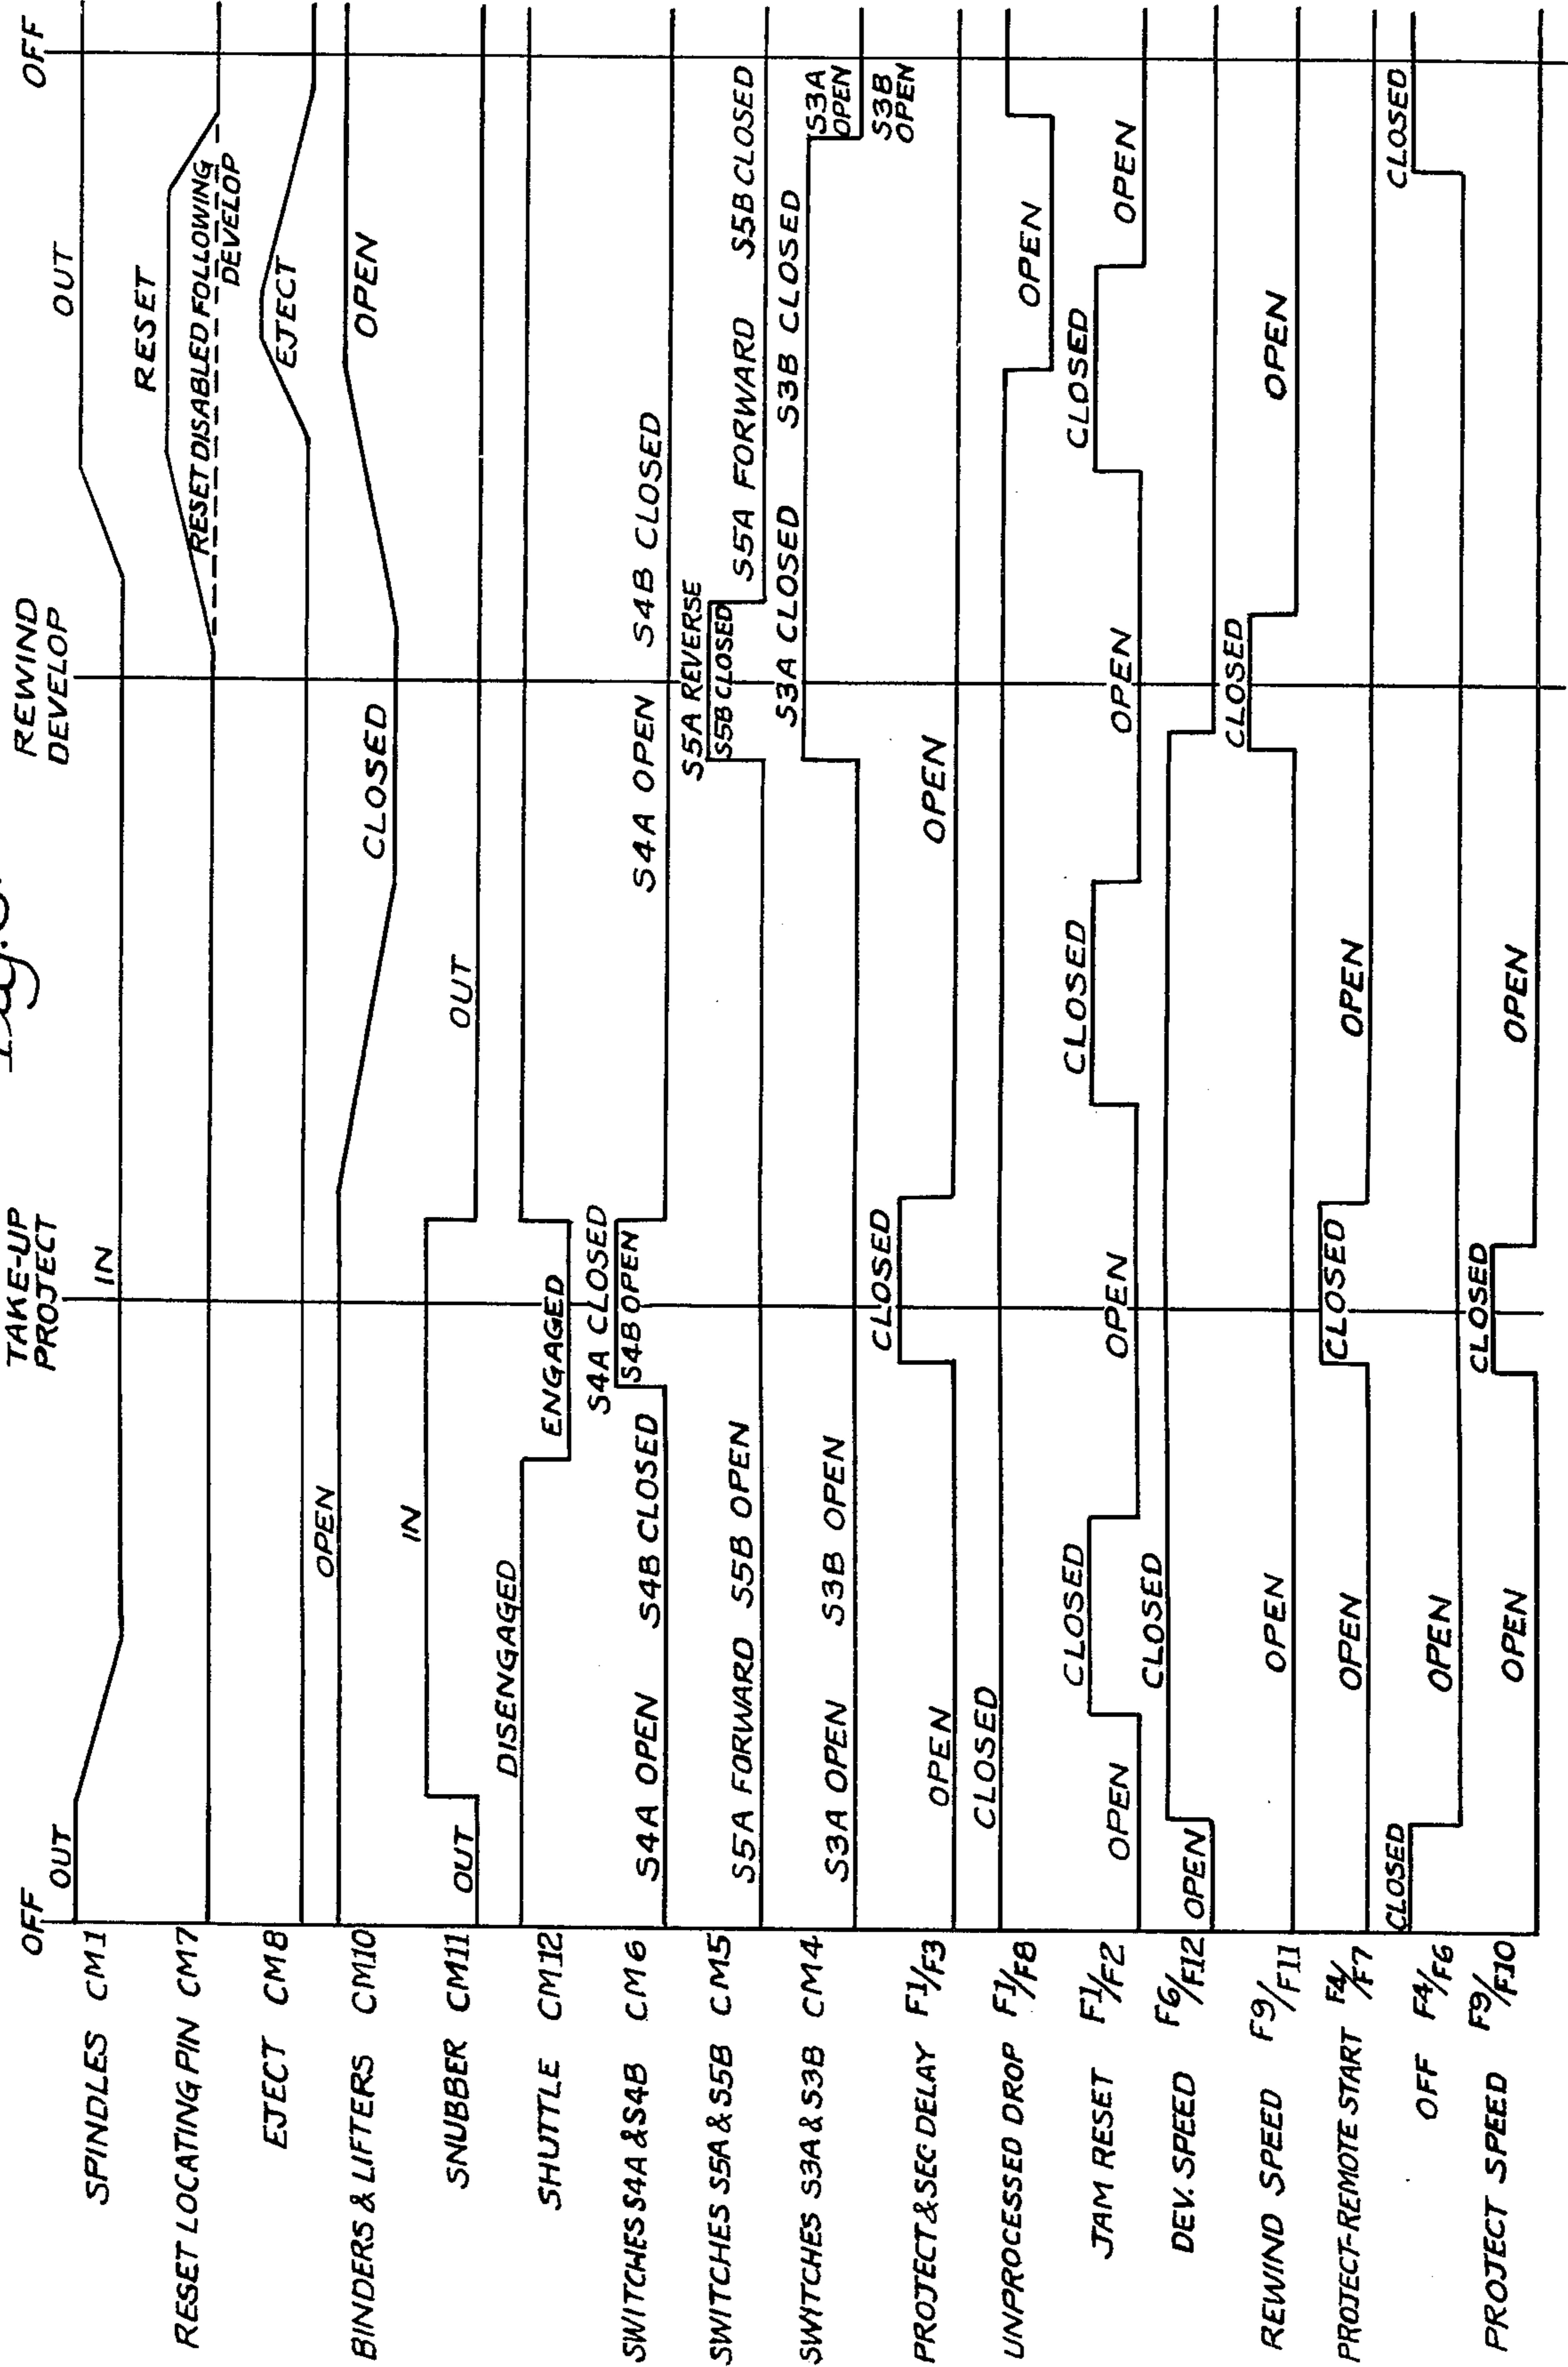 OFF
TAKE-UP
PROJECT
REWIND
DEVELOP
OFF
SPINDLES CM1
OUT
IN
OUT
RESET LOCATING PIN CM7
RESET
RESET DISABLED FOLLOWING
DEVELOP
EJECT CM8
EJECT
BINDERS & LIFTERS CM10
OPEN
CLOSED
OPEN
SNUBBER CM11
OUT
IN
OUT
SHUTTLE CM12
DISENGAGED
ENGAGED
SWITCHES S4A & S4B CM6
S4A OPEN S4B CLOSED
S4A CLOSED
S4B OPEN
S4A OPEN S4B CLOSED
SWITCHES S5A & S5B CM5
S5A FORWARD S5B OPEN
S5A REVERSE
S5B CLOSED
S5A FORWARD S5B CLOSED
SWITCHES S3A & S3B CM4
S3A OPEN S3B OPEN
S3A CLOSED S3B CLOSED
S3A
OPEN
S3B
OPEN
PROJECT & SEC DELAY F1/F3
OPEN
CLOSED
OPEN
UNPROCESSED DROP F1/F8
CLOSED
OPEN
JAM RESET F1/F2
OPEN
CLOSED
OPEN
CLOSED
OPEN
CLOSED
OPEN
DEV. SPEED F6/F12
OPEN
CLOSED
REWIND SPEED F9/F11
OPEN
CLOSED
OPEN
PROJECT-REMOTE START F4/F7
OPEN
CLOSED
OPEN
OFF F4/F6
CLOSED
OPEN
CLOSED
PROJECT SPEED F9/F10
OPEN
CLOSED
OPEN